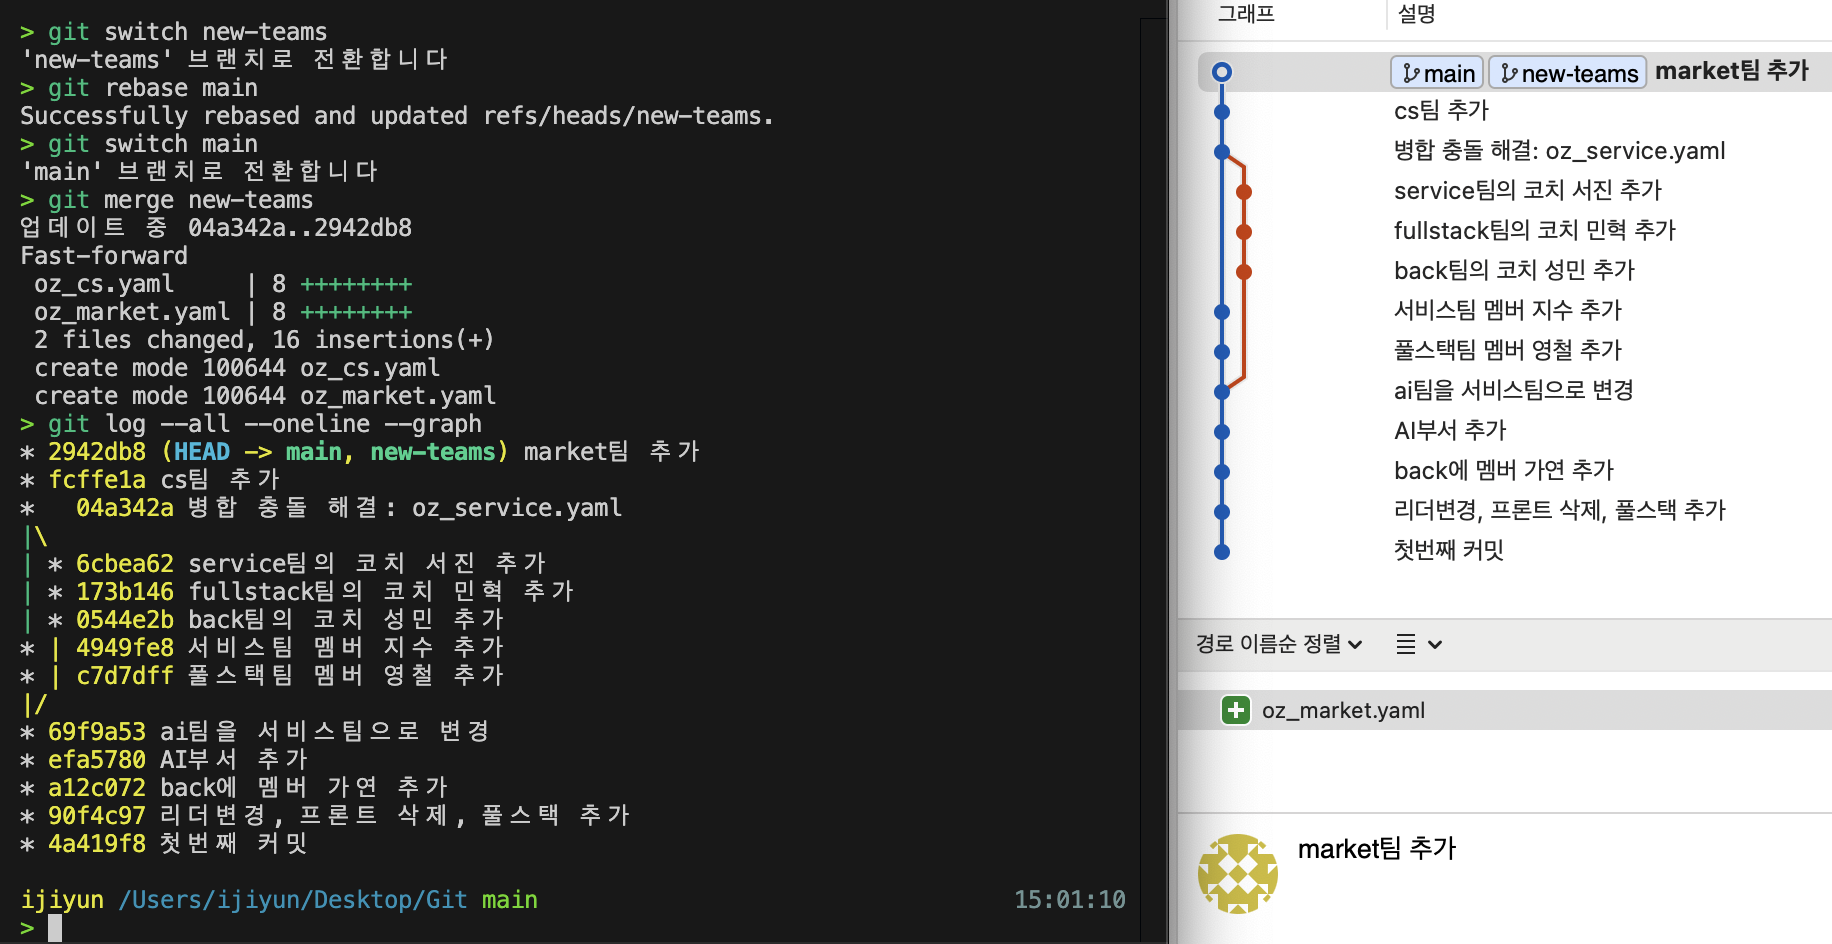 > git switch new-teams
'new-teams' 브랜치로 전환합니다
> git rebase main
Successfully rebased and updated refs/heads/new-teams.
> git switch main
'main' 브랜치로 전환합니다
> git merge new-teams
업데이트 중 04a342a..2942db8
Fast-forward
 oz_cs.yaml     | 8 ++++++++
 oz_market.yaml | 8 ++++++++
 2 files changed, 16 insertions(+)
 create mode 100644 oz_cs.yaml
 create mode 100644 oz_market.yaml
> git log --all --oneline --graph
* 2942db8 (HEAD -> main, new-teams) market팀 추가
* fcffe1a cs팀 추가
*   04a342a 병합 충돌 해결: oz_service.yaml
|\
| * 6cbea62 service팀의 코치 서진 추가
| * 173b146 fullstack팀의 코치 민혁 추가
| * 0544e2b back팀의 코치 성민 추가
* | 4949fe8 서비스팀 멤버 지수 추가
* | c7d7dff 풀스택팀 멤버 영철 추가
|/
* 69f9a53 ai팀을 서비스팀으로 변경
* efa5780 AI부서 추가
* a12c072 back에 멤버 가연 추가
* 90f4c97 리더변경, 프론트 삭제, 풀스택 추가
* 4a419f8 첫번째 커밋
ijiyun /Users/ijiyun/Desktop/Git main 15:01:10
>
그래프 설명
main new-teams market팀 추가
cs팀 추가
병합 충돌 해결: oz_service.yaml
service팀의 코치 서진 추가
fullstack팀의 코치 민혁 추가
back팀의 코치 성민 추가
서비스팀 멤버 지수 추가
풀스택팀 멤버 영철 추가
ai팀을 서비스팀으로 변경
AI부서 추가
back에 멤버 가연 추가
리더변경, 프론트 삭제, 풀스택 추가
첫번째 커밋
경로 이름순 정렬
oz_market.yaml
market팀 추가